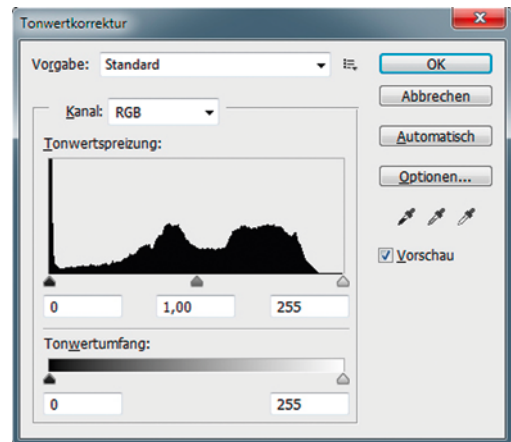 Tonwertkorrektur
Vorgabe: Standard
OK
Abbrechen
Kanal: RGB
Automatisch
Tonwertspreizung:
Optionen...
Vorschau
0 1,00 255
Tonwertumfang:
0 255